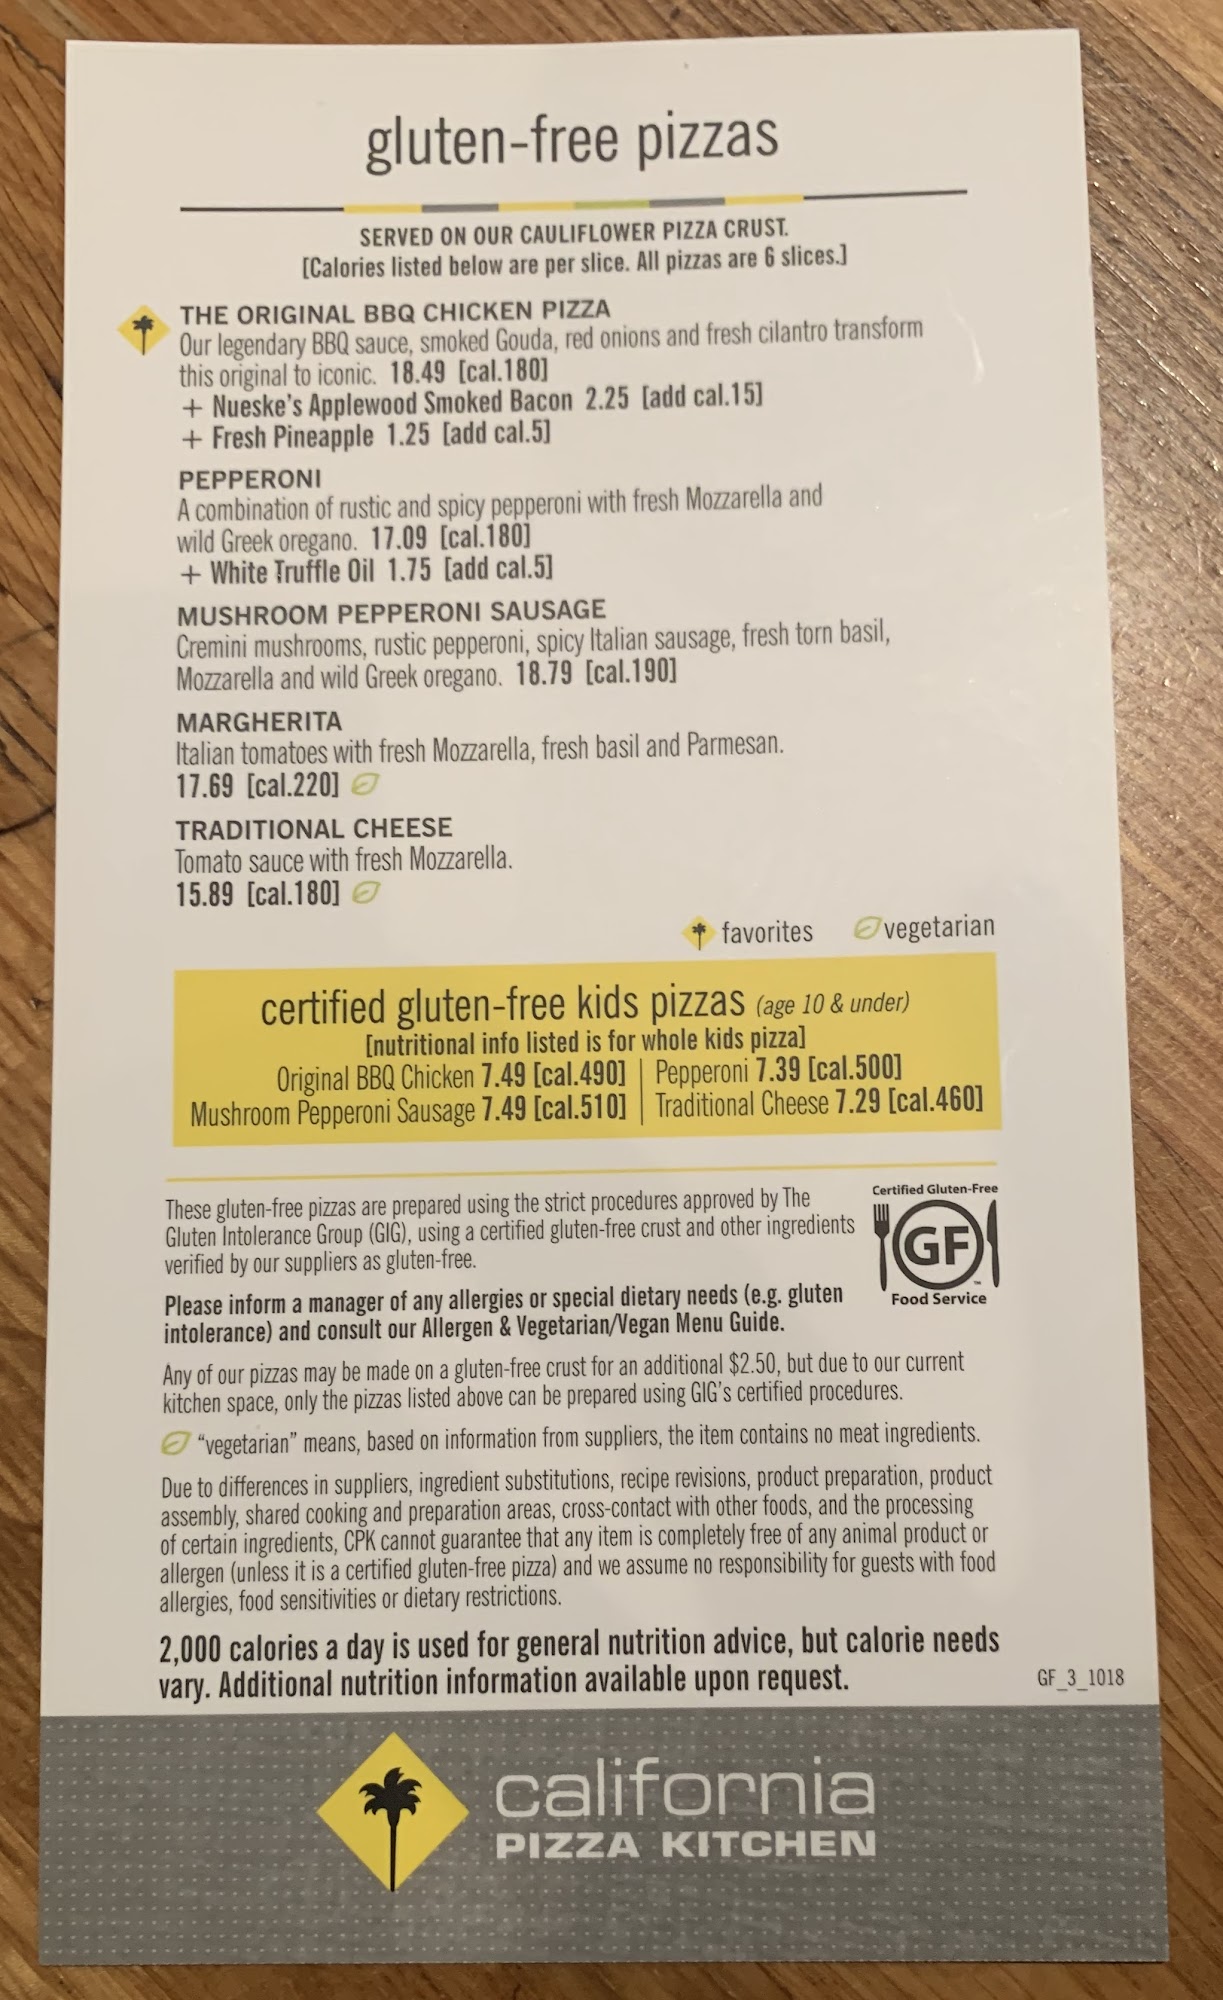 gluten-free pizzas
SERVED ON OUR CAULIFLOWER PIZZA CRUST.
[Calories listed below are per slice. All pizzas are 6 slices.]
THE ORIGINAL BBQ CHICKEN PIZZA
Our legendary BBQ sauce, smoked Gouda, red onions and fresh cilantro transform
this original to iconic. 18.49 [cal.180]
+ Nueske's Applewood Smoked Bacon 2.25 [add cal.15]
+ Fresh Pineapple 1.25 [add cal.5]
PEPPERONI
A combination of rustic and spicy pepperoni with fresh Mozzarella and
wild Greek oregano. 17.09 [cal.180]
+ White Truffle Oil 1.75 [add cal.5]
MUSHROOM PEPPERONI SAUSAGE
Cremini mushrooms, rustic pepperoni, spicy Italian sausage, fresh torn basil,
Mozzarella and wild Greek oregano. 18.79 [cal.190]
MARGHERITA
Italian tomatoes with fresh Mozzarella, fresh basil and Parmesan.
17.69 [cal.220]
TRADITIONAL CHEESE
Tomato sauce with fresh Mozzarella.
15.89 [cal.180]
favorites vegetarian
certified gluten-free kids pizzas (age 10 & under)
[nutritional info listed is for whole kids pizza]
Original BBQ Chicken 7.49 [cal.490] | Pepperoni 7.39 [cal.500]
Mushroom Pepperoni Sausage 7.49 [cal.510] | Traditional Cheese 7.29 [cal.460]
These gluten-free pizzas are prepared using the strict procedures approved by The
Gluten Intolerance Group (GIG), using a certified gluten-free crust and other ingredients
verified by our suppliers as gluten-free.
Certified Gluten-Free
GF
TM
Food Service
Please inform a manager of any allergies or special dietary needs (e.g. gluten
intolerance) and consult our Allergen & Vegetarian/Vegan Menu Guide.
Any of our pizzas may be made on a gluten-free crust for an additional $2.50, but due to our current
kitchen space, only the pizzas listed above can be prepared using GIG's certified procedures.
"vegetarian" means, based on information from suppliers, the item contains no meat ingredients.
Due to differences in suppliers, ingredient substitutions, recipe revisions, product preparation, product
assembly, shared cooking and preparation areas, cross-contact with other foods, and the processing
of certain ingredients, CPK cannot guarantee that any item is completely free of any animal product or
allergen (unless it is a certified gluten-free pizza) and we assume no responsibility for guests with food
allergies, food sensitivities or dietary restrictions.
2,000 calories a day is used for general nutrition advice, but calorie needs
vary. Additional nutrition information available upon request.
GF_3_1018
california
PIZZA KITCHEN